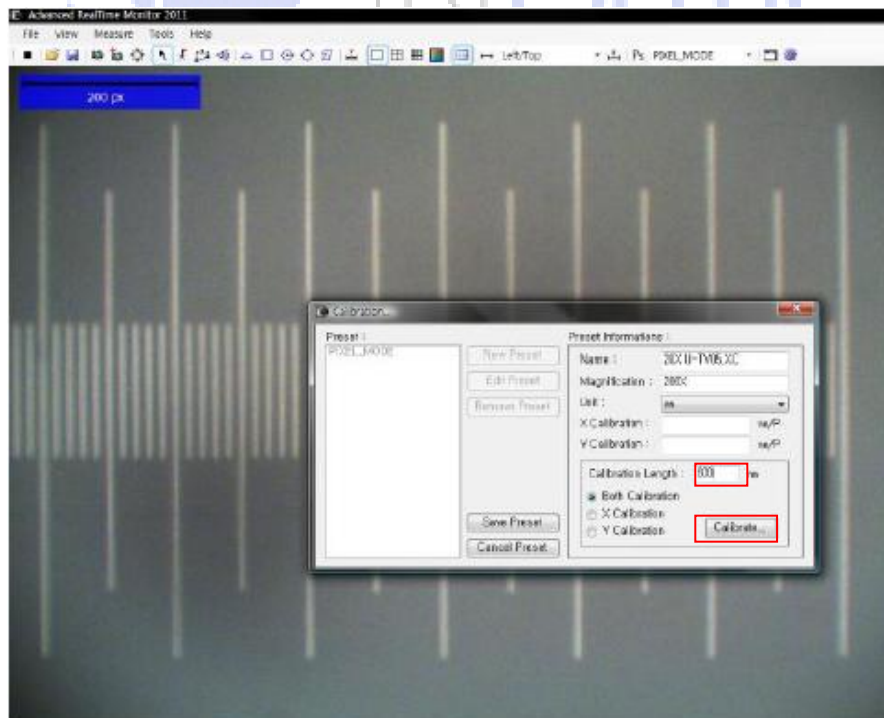 Advanced RealTime Monitor 2011
File View Measure Tools Help
Left/Top Ps PIXEL_MODE
200 px
Calibration...
Preset :
PIXEL_MODE
New Preset
Edit Preset
Remove Preset
Save Preset
Cancel Preset
Preset Informations :
Name :
Magnification : 200X
Unit :
X Calibration :
Y Calibration :
Calibration Length :
Both Calibration
X Calibration
Y Calibration
Calibrate...